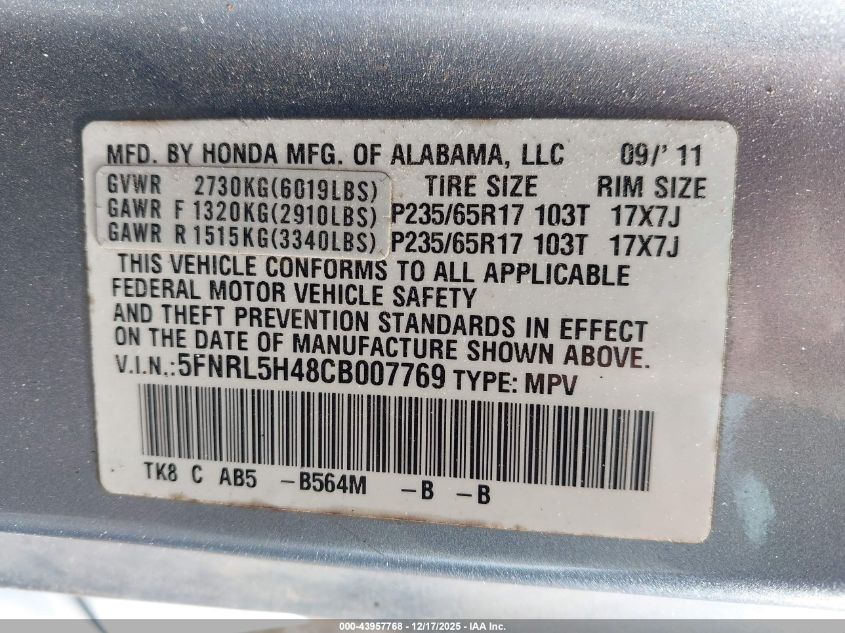 MFD. BY HONDA MFG. OF ALABAMA, LLC 09/'11
GVWR 2730KG(6019LBS) TIRE SIZE RIM SIZE
GAWR F 1320KG(2910LBS) P235/65R17 103T 17X7J
GAWR R 1515KG(3340LBS) P235/65R17 103T 17X7J
THIS VEHICLE CONFORMS TO ALL APPLICABLE
FEDERAL MOTOR VEHICLE SAFETY
AND THEFT PREVENTION STANDARDS IN EFFECT
ON THE DATE OF MANUFACTURE SHOWN ABOVE.
V.I.N.:5FNRL5H48CB007769 TYPE: MPV
TK8 C AB5 -B564M -B -B
000-43957768 - 12/17/2025 - IAA Inc.